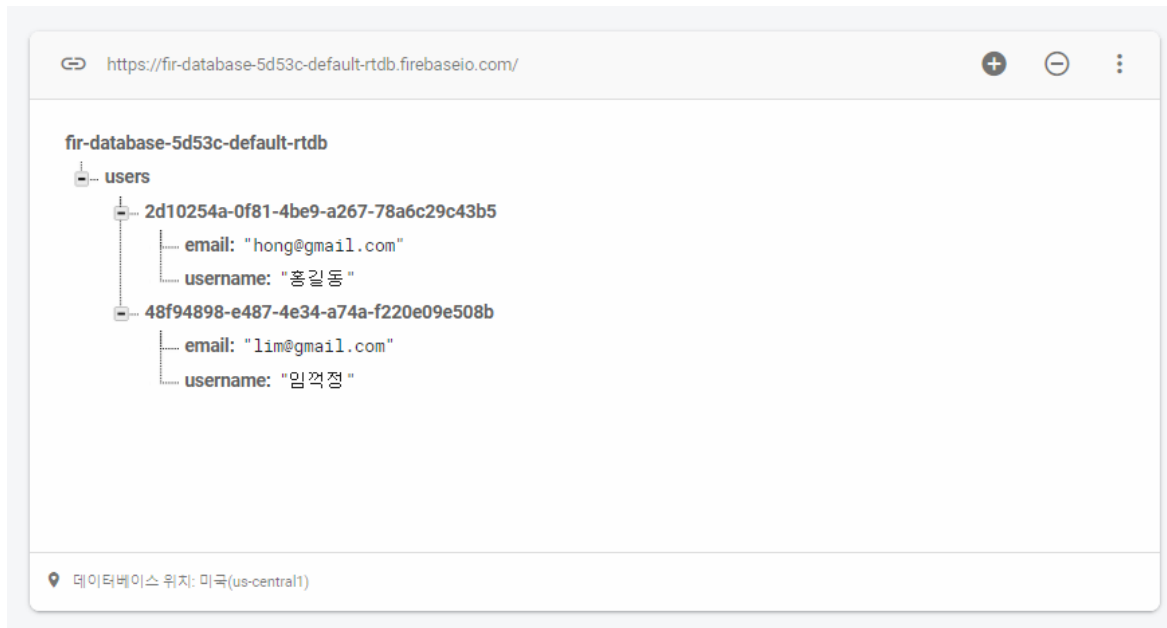 https://fir-database-5d53c-default-rtdb.firebaseio.com/
fir-database-5d53c-default-rtdb
users
2d10254a-0f81-4be9-a267-78a6c29c43b5
email: "hong@gmail.com"
username: "홍길동"
48f94898-e487-4e34-a74a-f220e09e508b
email: "lim@gmail.com"
username: "임꺽정"
데이터베이스 위치: 미국(us-central1)